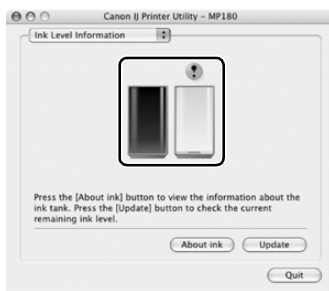 Canon IJ Printer Utility – MP180
Ink Level Information
!
Press the [About ink] button to view the information about the
ink tank. Press the [Update] button to check the current
remaining ink level.
About ink Update
Quit